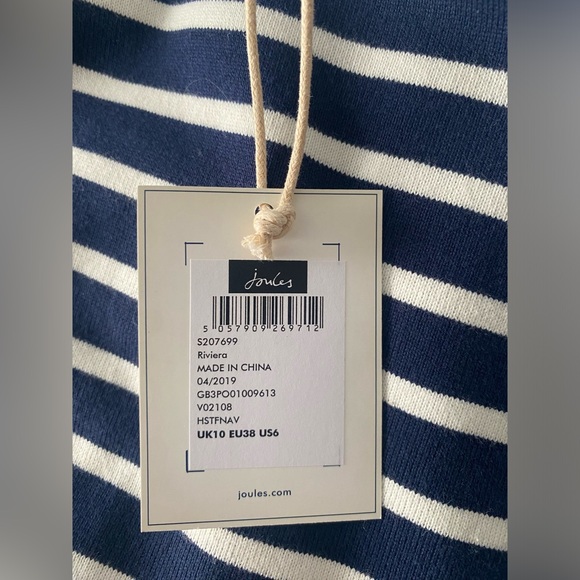 joules
5 057909 269712
S207699
Riviera
MADE IN CHINA
04/2019
GB3PO01009613
V02108
HSTFNAV
UK10 EU38 US6
joules.com